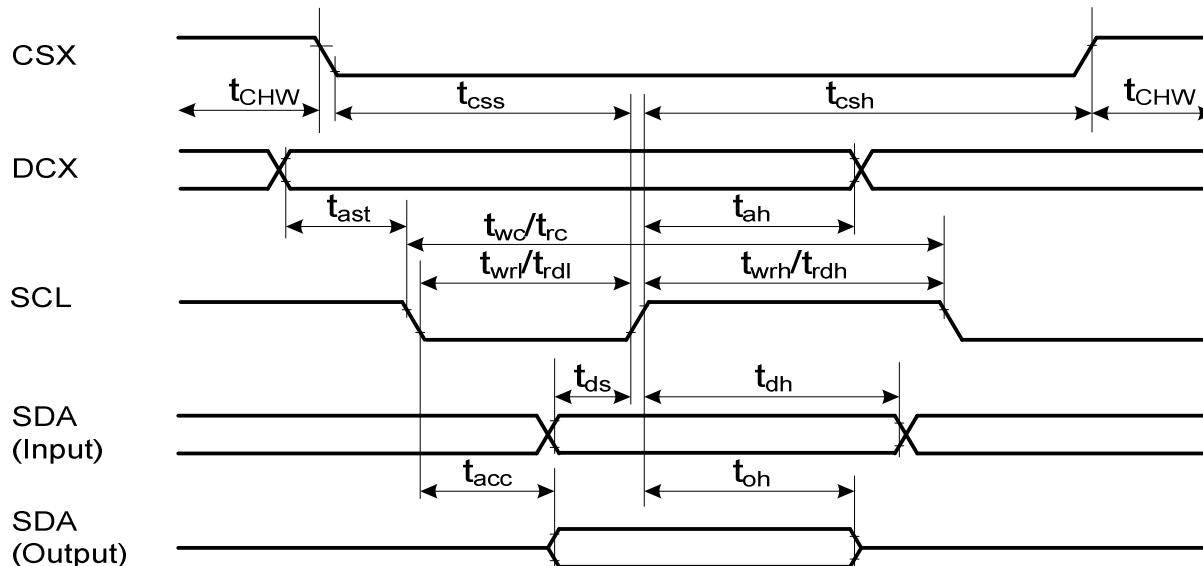 CSX
tCHW
tcss
tcsh
tCHW
DCX
tast
tah
twc/trc
twrl/trdl
twrh/trdh
SCL
tds
tdh
SDA
(Input)
tacc
toh
SDA
(Output)